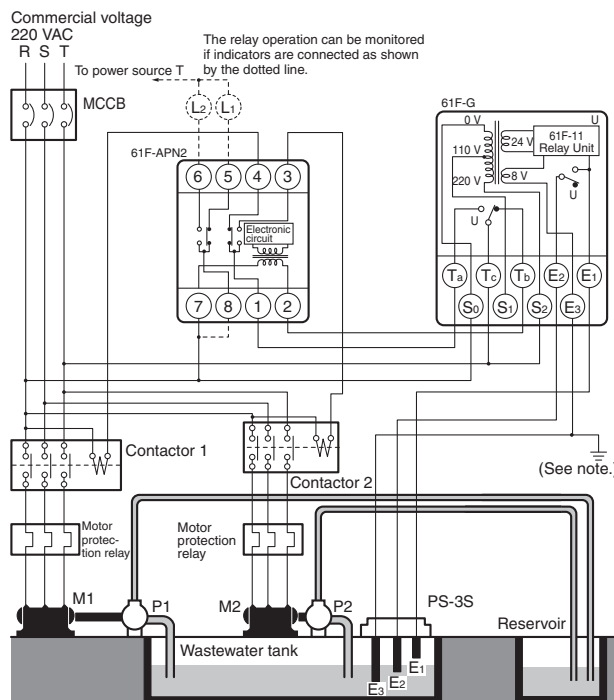 Commercial voltage
220 VAC
R S T
The relay operation can be monitored
if indicators are connected as shown
by the dotted line.
To power source T
MCCB
L2 L1
61F-APN2
6 5 4 3
Electronic
circuit
7 8 1 2
61F-G
0 V
U
110 V
24 V
61F-11
Relay Unit
220 V
8 V
U
U
Ta Tc Tb E2 E1
S0 S1 S2 E3
Contactor 1
Contactor 2
(See note.)
Motor
protec-
tion relay
Motor
protection
relay
M1
P1
M2
P2
PS-3S
Reservoir
Wastewater tank
E1
E2
E3